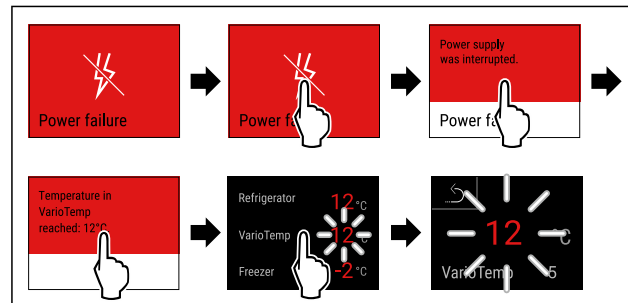 Power failure
Power fa
Power supply
was interrupted.
Power fa
Temperature in
VarioTemp
reached: 12°C
Refrigerator 12°C
VarioTemp 12°C
Freezer -2°C
12 °C
VarioTemp 5